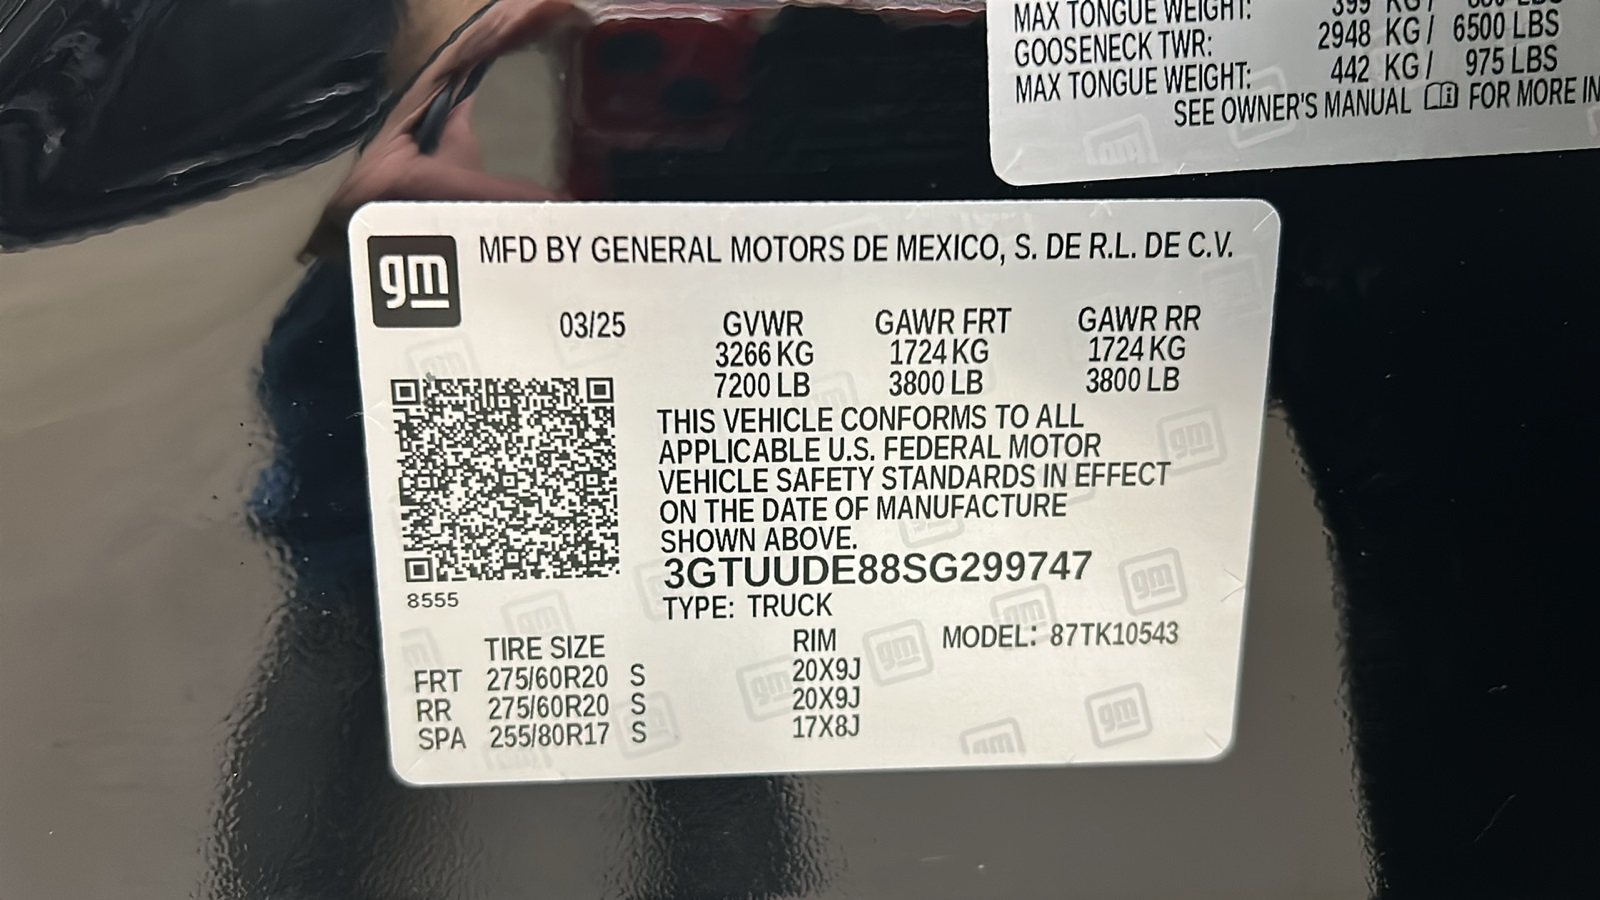 MAX TONGUE WEIGHT: 399 KG/
GOOSENECK TWR: 2948 KG/ 6500 LBS
MAX TONGUE WEIGHT: 442 KG/ 975 LBS
SEE OWNER'S MANUAL FOR MORE
gm
MFD BY GENERAL MOTORS DE MEXICO, S. DE R.L. DE C.V.
03/25 GVWR GAWR FRT GAWR RR
3266 KG 1724 KG 1724 KG
7200 LB 3800 LB 3800 LB
THIS VEHICLE CONFORMS TO ALL
APPLICABLE U.S. FEDERAL MOTOR
VEHICLE SAFETY STANDARDS IN EFFECT
ON THE DATE OF MANUFACTURE
SHOWN ABOVE.
3GTUUDE88SG299747
8555
TYPE: TRUCK
TIRE SIZE RIM MODEL: 87TK10543
FRT 275/60R20 S 20X9J
RR 275/60R20 S 20X9J
SPA 255/80R17 S 17X8J